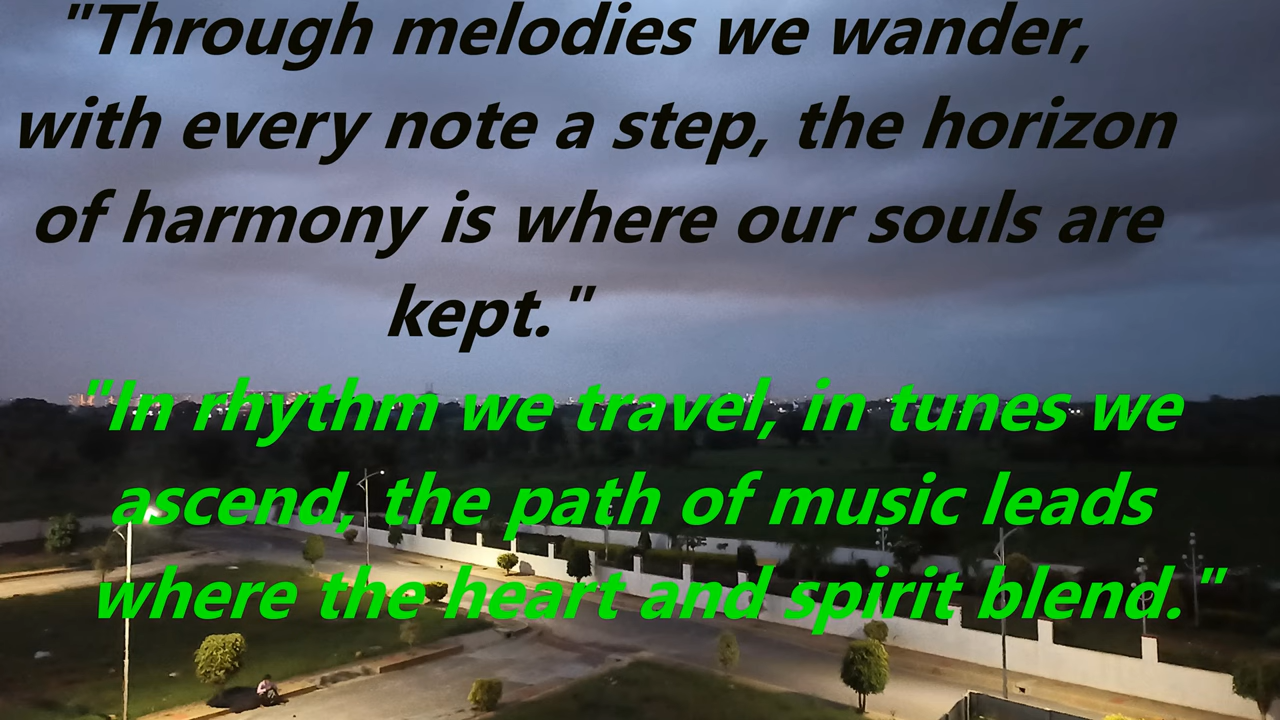 "Through melodies we wander,
with every note a step, the horizon
of harmony is where our souls are
kept."
"In rhythm we travel, in tunes we
ascend, the path of music leads
where the heart and spirit blend."